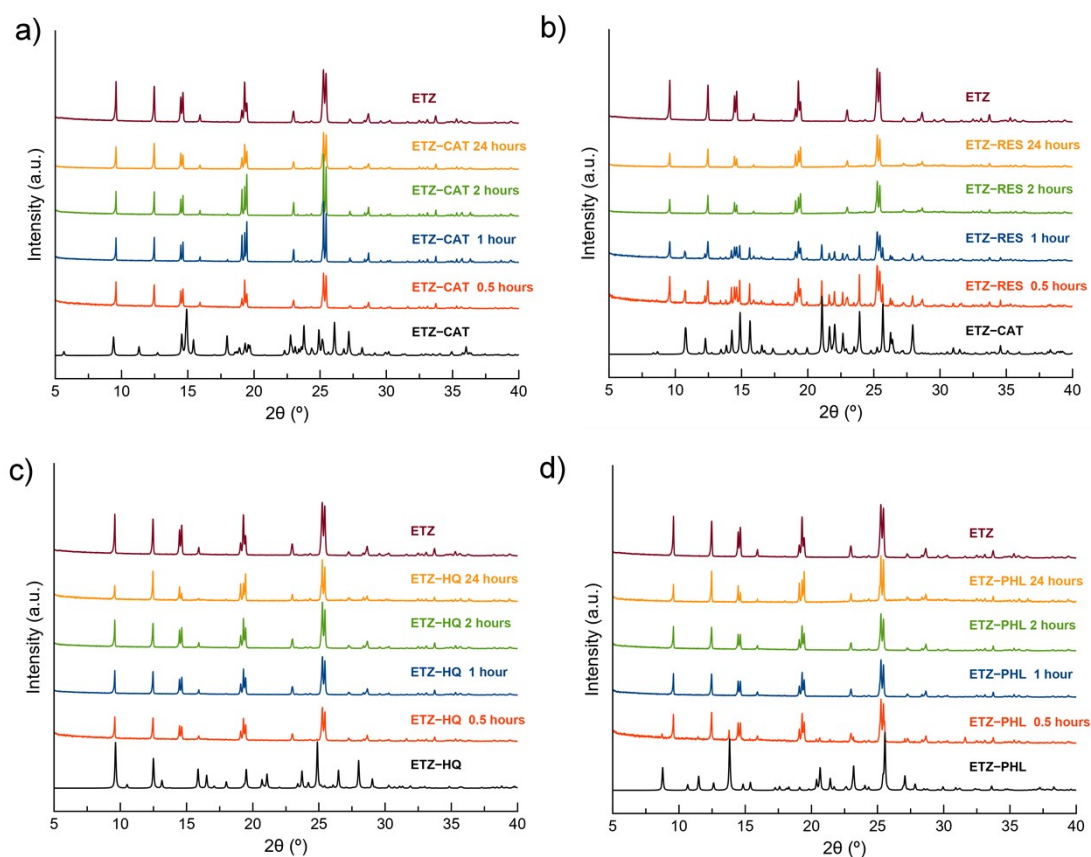 a)
Intensity (a.u.)
ETZ
ETZ–CAT 24 hours
ETZ–CAT 2 hours
ETZ–CAT 1 hour
ETZ–CAT 0.5 hours
ETZ–CAT
5 10 15 20 25 30 35 40
2θ (º)
b)
Intensity (a.u.)
ETZ
ETZ–RES 24 hours
ETZ–RES 2 hours
ETZ–RES 1 hour
ETZ–RES 0.5 hours
ETZ–CAT
5 10 15 20 25 30 35 40
2θ (º)
c)
Intensity (a.u.)
ETZ
ETZ–HQ 24 hours
ETZ–HQ 2 hours
ETZ–HQ 1 hour
ETZ–HQ 0.5 hours
ETZ–HQ
5 10 15 20 25 30 35 40
2θ (º)
d)
Intensity (a.u.)
ETZ
ETZ–PHL 24 hours
ETZ–PHL 2 hours
ETZ–PHL 1 hour
ETZ–PHL 0.5 hours
ETZ–PHL
5 10 15 20 25 30 35 40
2θ (º)